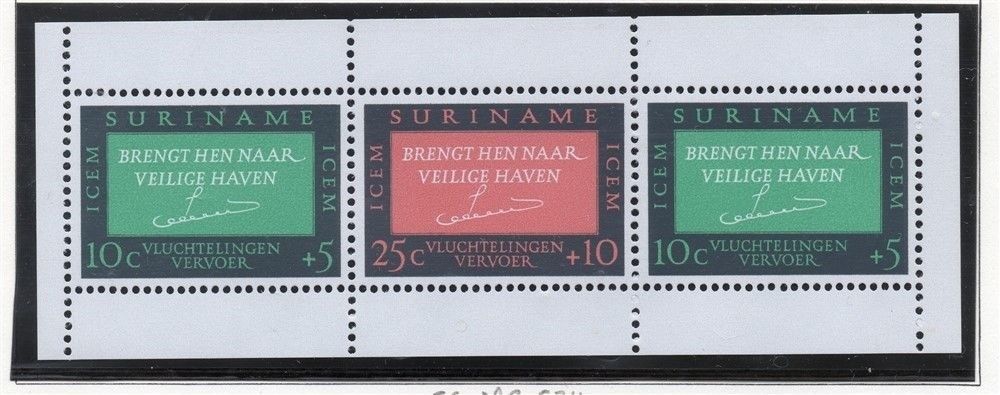 SURINAME
ICEM
BRENGT HEN NAAR
VEILIGE HAVEN
ICEM
10c VLUCHTELINGEN +5
VERVOER
SURINAME
ICEM
BRENGT HEN NAAR
VEILIGE HAVEN
ICEM
25c VLUCHTELINGEN +10
VERVOER
SURINAME
ICEM
BRENGT HEN NAAR
VEILIGE HAVEN
ICEM
10c VLUCHTELINGEN +5
VERVOER